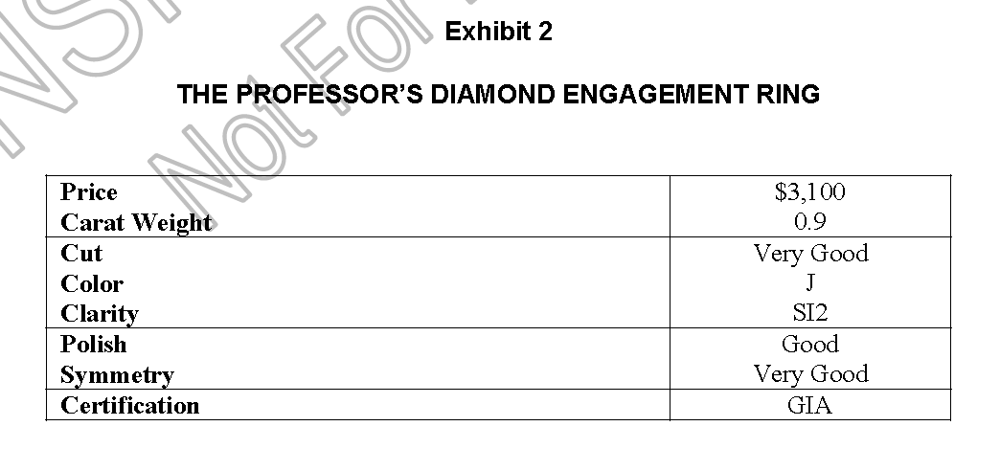 Exhibit 2
THE PROFESSOR'S DIAMOND ENGAGEMENT RING
Price $3,100
Carat Weight 0.9
Cut Very Good
Color J
Clarity SI2
Polish Good
Symmetry Very Good
Certification GIA
Not For